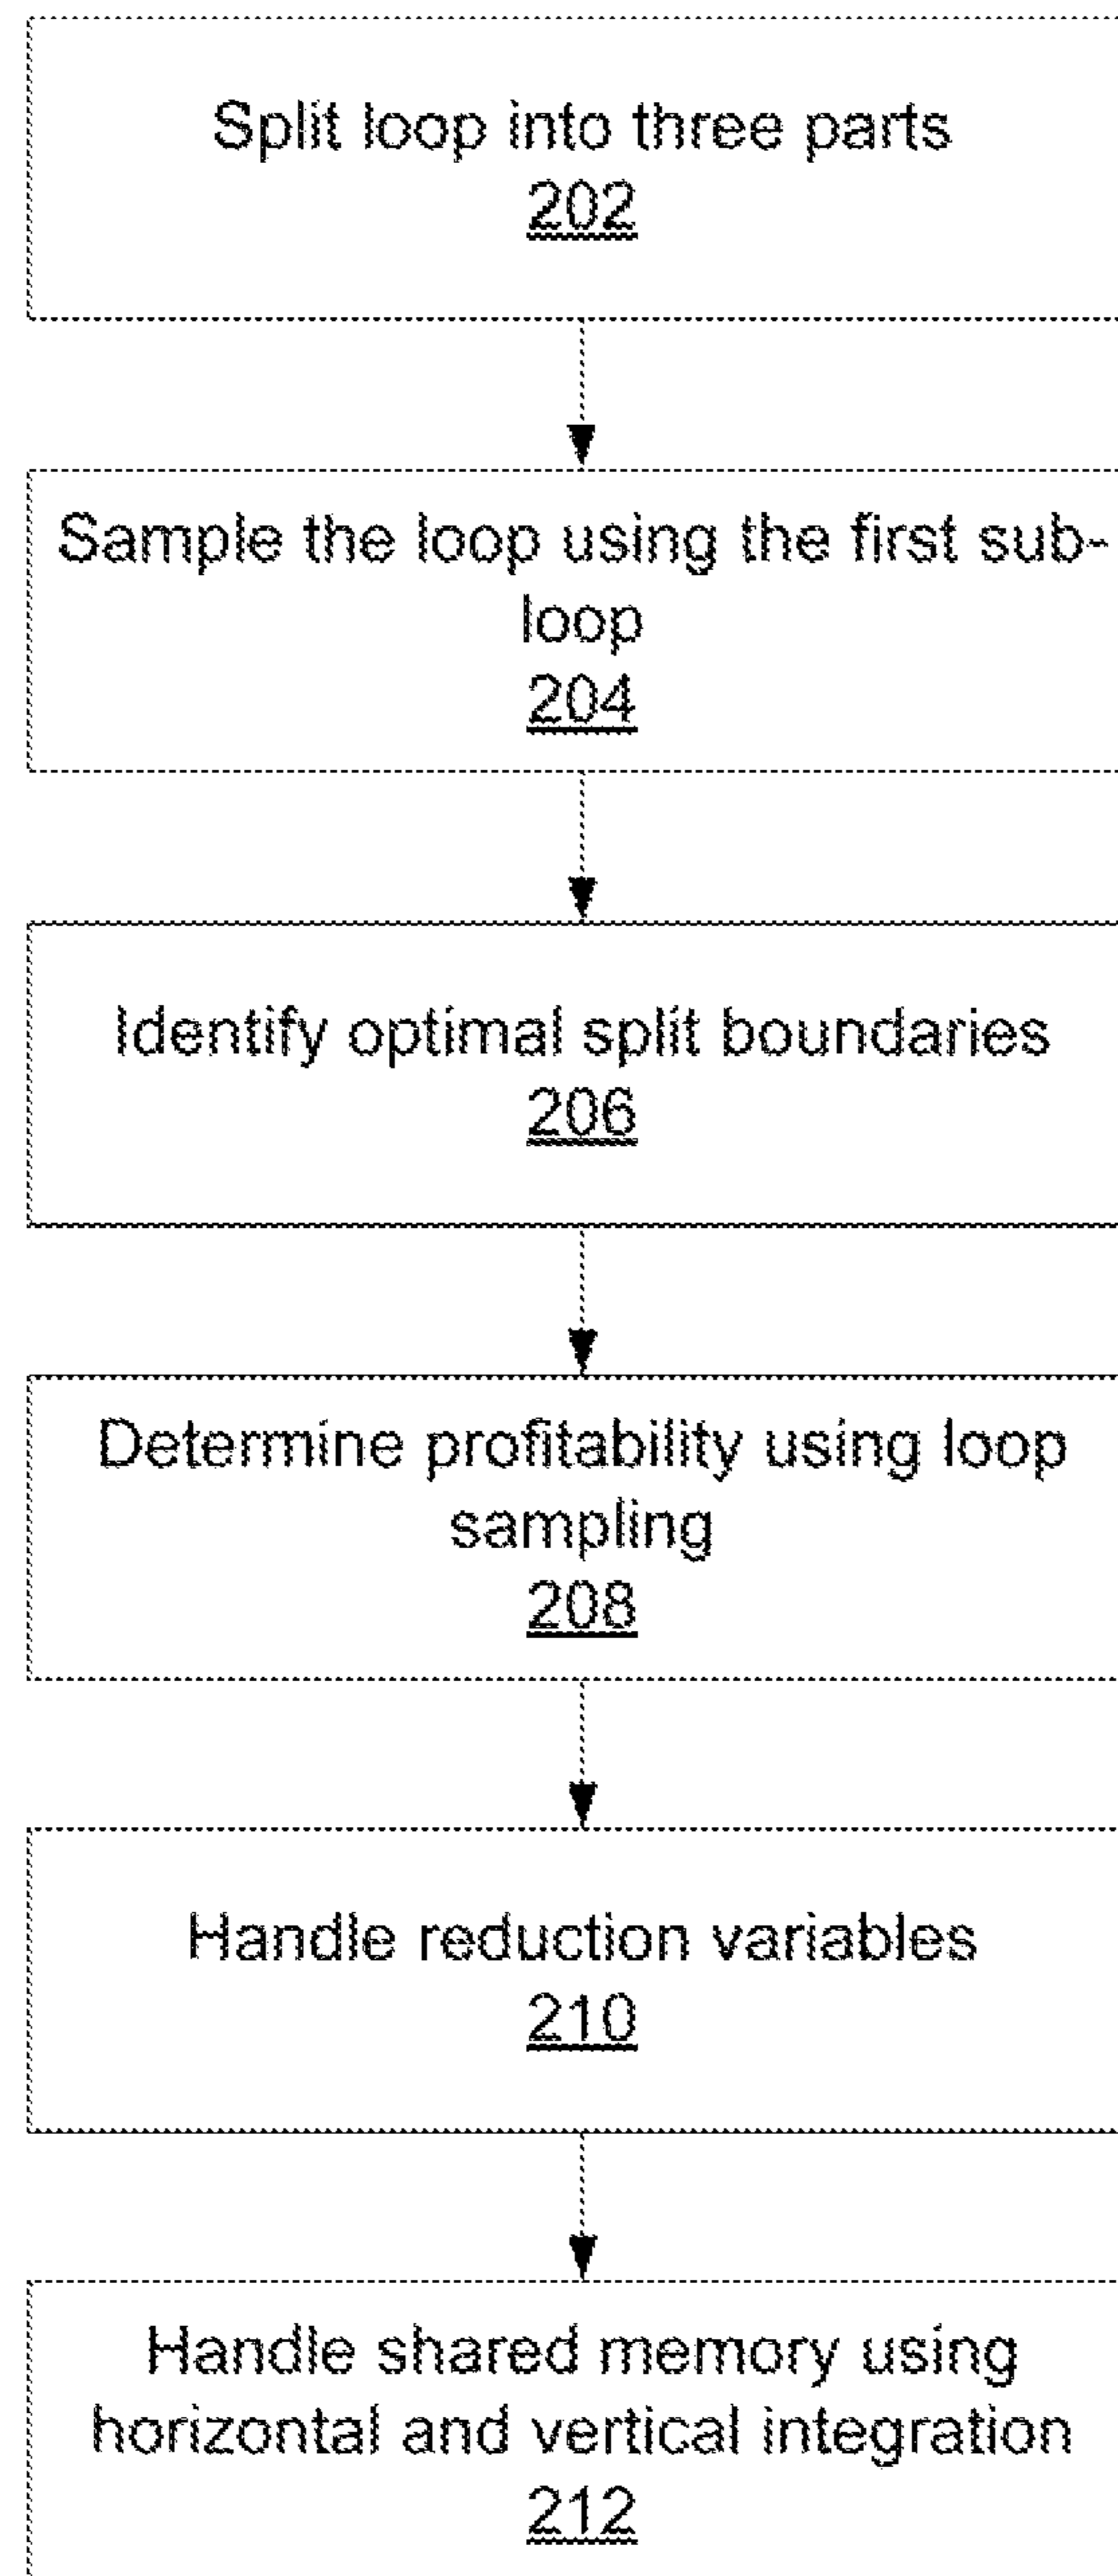 Split loop into three parts
202
Sample the loop using the first sub-
loop
204
Identify optimal split boundaries
206
Determine profitability using loop
sampling
208
Handle reduction variables
210
Handle shared memory using
horizontal and vertical integration
212